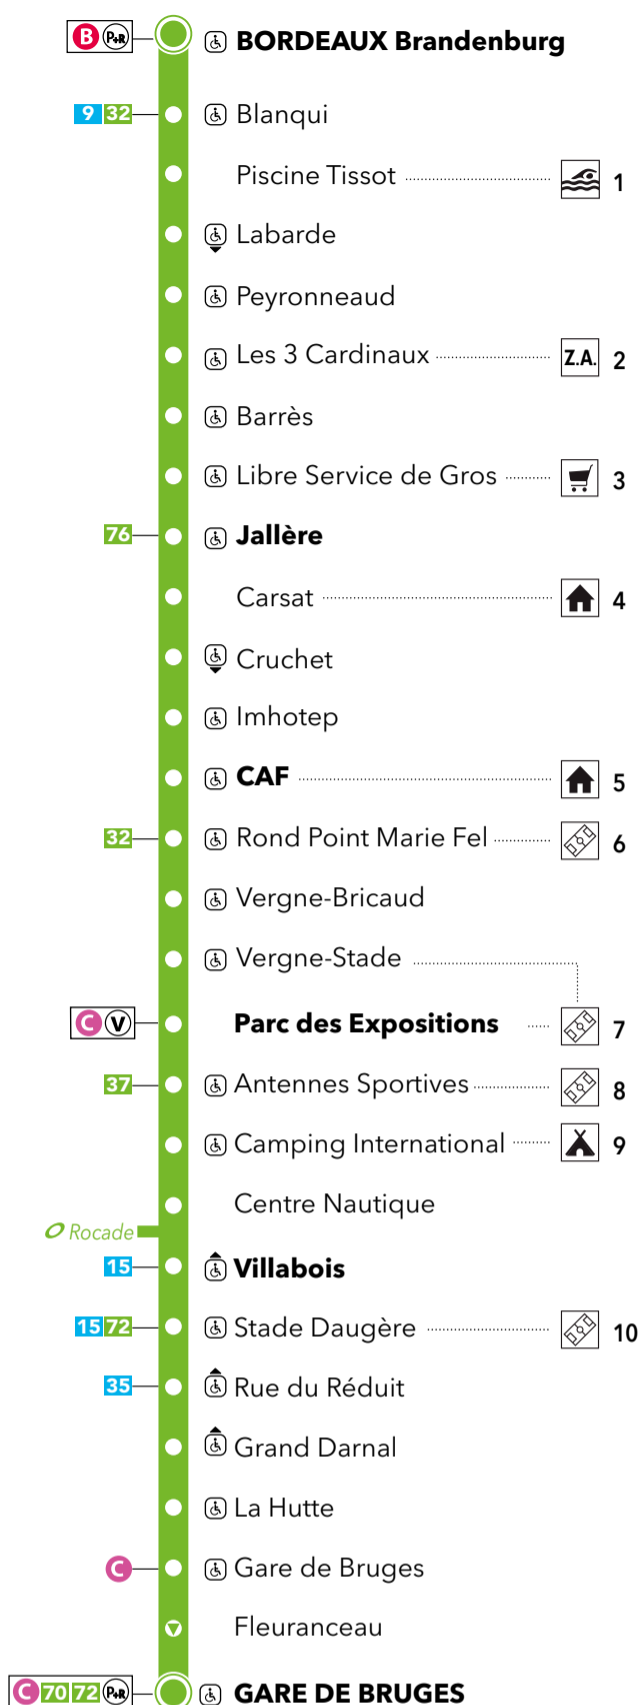 B P+R BORDEAUX Brandenburg
9 32 Blanqui
Piscine Tissot 1
Labarde
Peyronneaud
Les 3 Cardinaux Z.A. 2
Barrès
Libre Service de Gros 3
76 Jallère
Carsat 4
Cruchet
Imhotep
CAF 5
32 Rond Point Marie Fel 6
Vergne-Bricaud
Vergne-Stade
C V Parc des Expositions 7
37 Antennes Sportives 8
Camping International 9
Centre Nautique
Rocade
15 Villabois
15 72 Stade Daugère 10
35 Rue du Réduit
Grand Darnal
La Hutte
C Gare de Bruges
Fleuranceau
C 70 72 P+R GARE DE BRUGES